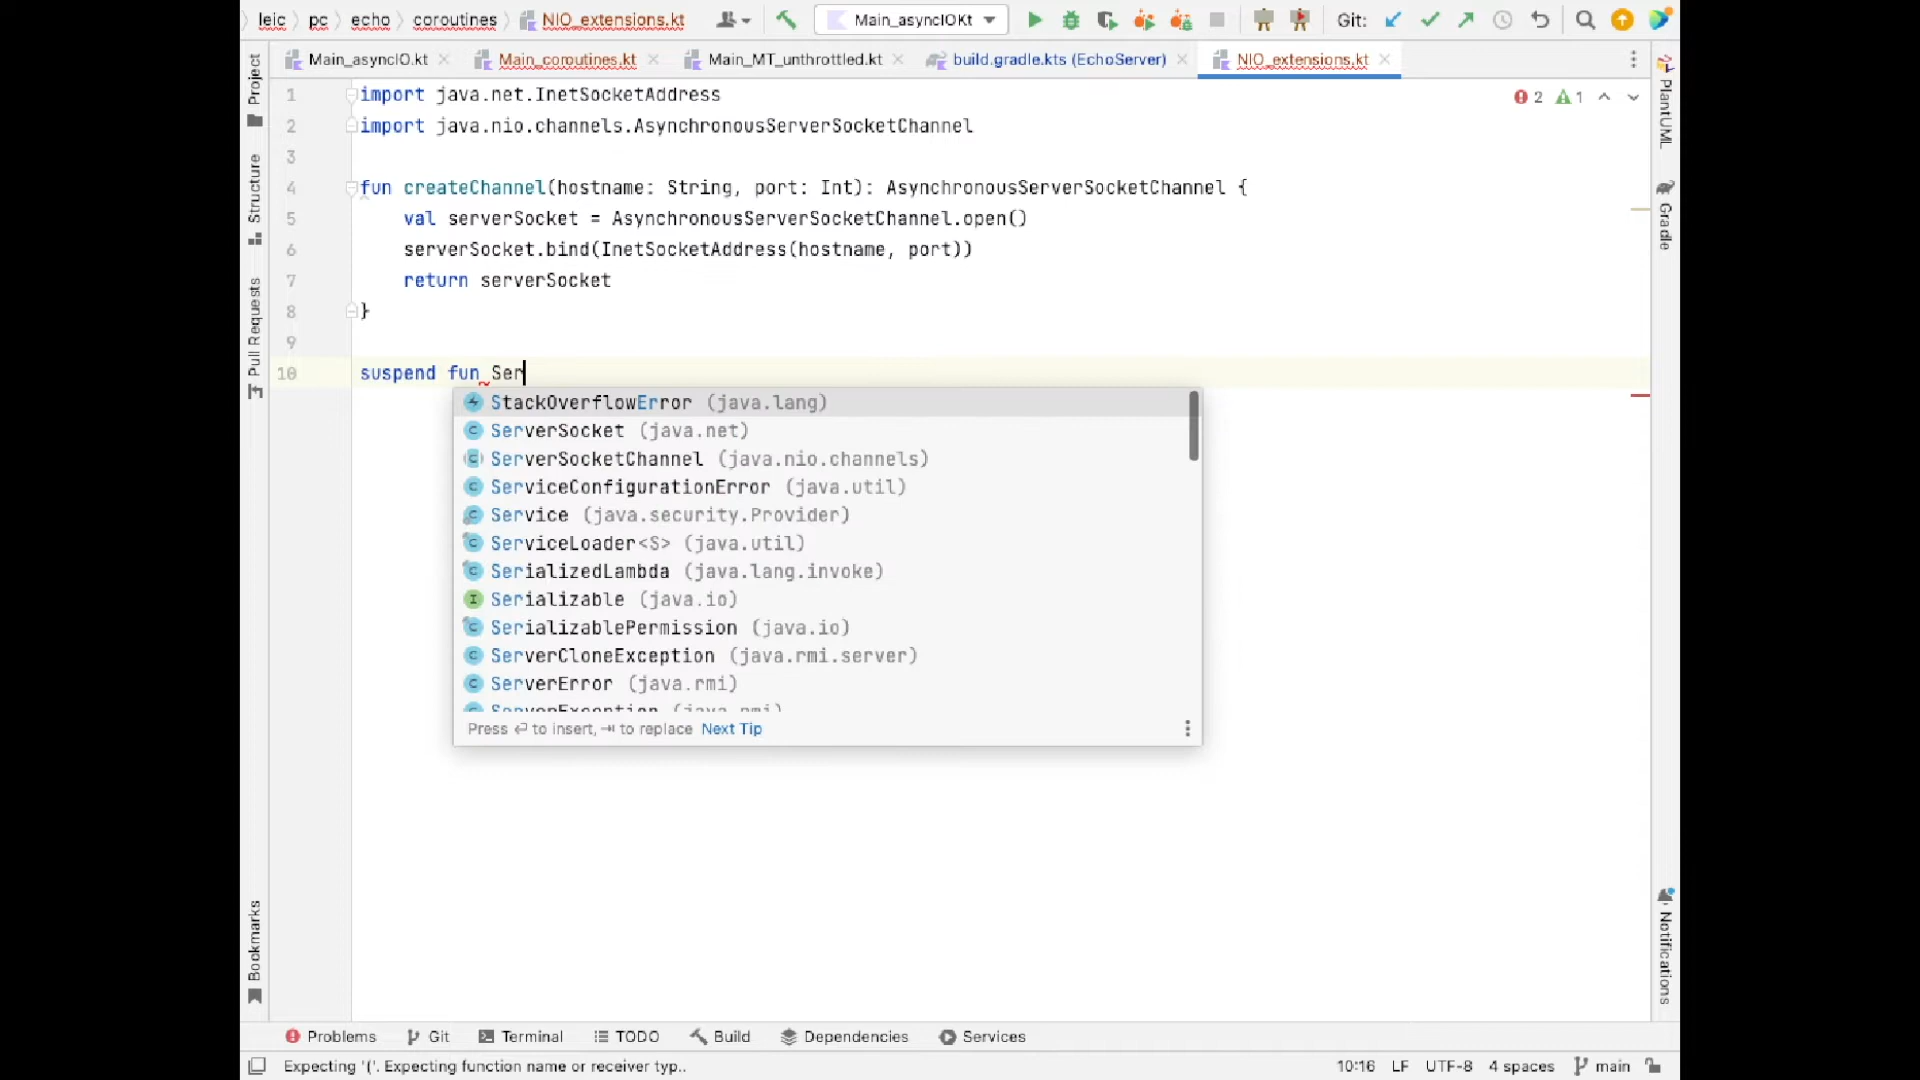 leic pc echo coroutines NIO_extensions.kt Main_asyncIOKt Git:
Main_asyncIO.kt Main_coroutines.kt Main_MT_unthrottled.kt build.gradle.kts (EchoServer) NIO_extensions.kt
Project
Structure
Pull Requests
Bookmarks
PlantUML
Gradle
Notifications
2 1
1 import java.net.InetSocketAddress
2 import java.nio.channels.AsynchronousServerSocketChannel
3
4 fun createChannel(hostname: String, port: Int): AsynchronousServerSocketChannel {
5 val serverSocket = AsynchronousServerSocketChannel.open()
6 serverSocket.bind(InetSocketAddress(hostname, port))
7 return serverSocket
8 }
9
10 suspend fun Ser
StackOverflowError (java.lang)
ServerSocket (java.net)
ServerSocketChannel (java.nio.channels)
ServiceConfigurationError (java.util)
Service (java.security.Provider)
ServiceLoader<S> (java.util)
SerializedLambda (java.lang.invoke)
Serializable (java.io)
SerializablePermission (java.io)
ServerCloneException (java.rmi.server)
ServerError (java.rmi)
ServerException (java.rmi)
Press ⏎ to insert, ⇥ to replace Next Tip
Problems Git Terminal TODO Build Dependencies Services
Expecting '('. Expecting function name or receiver typ.. 10:16 LF UTF-8 4 spaces main